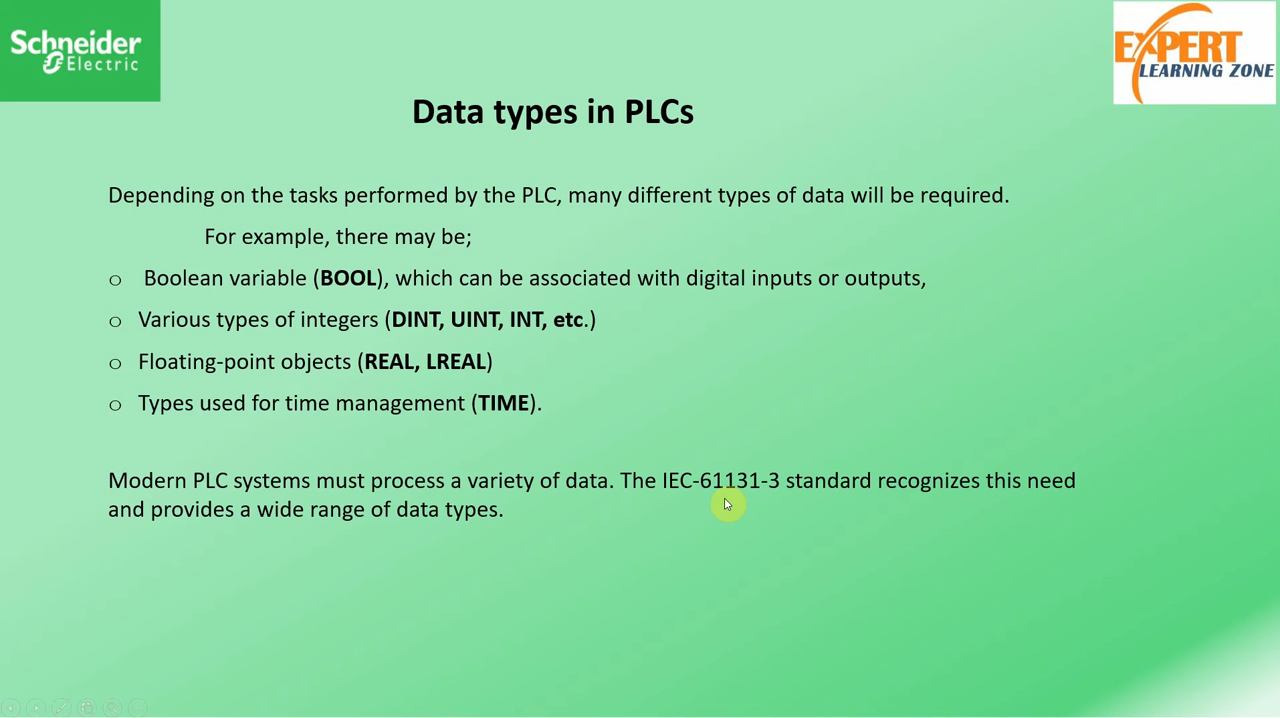 Schneider
Electric
EXPERT
LEARNING ZONE
Data types in PLCs
Depending on the tasks performed by the PLC, many different types of data will be required.
For example, there may be;
o Boolean variable (BOOL), which can be associated with digital inputs or outputs,
o Various types of integers (DINT, UINT, INT, etc.)
o Floating-point objects (REAL, LREAL)
o Types used for time management (TIME).
Modern PLC systems must process a variety of data. The IEC-61131-3 standard recognizes this need
and provides a wide range of data types.